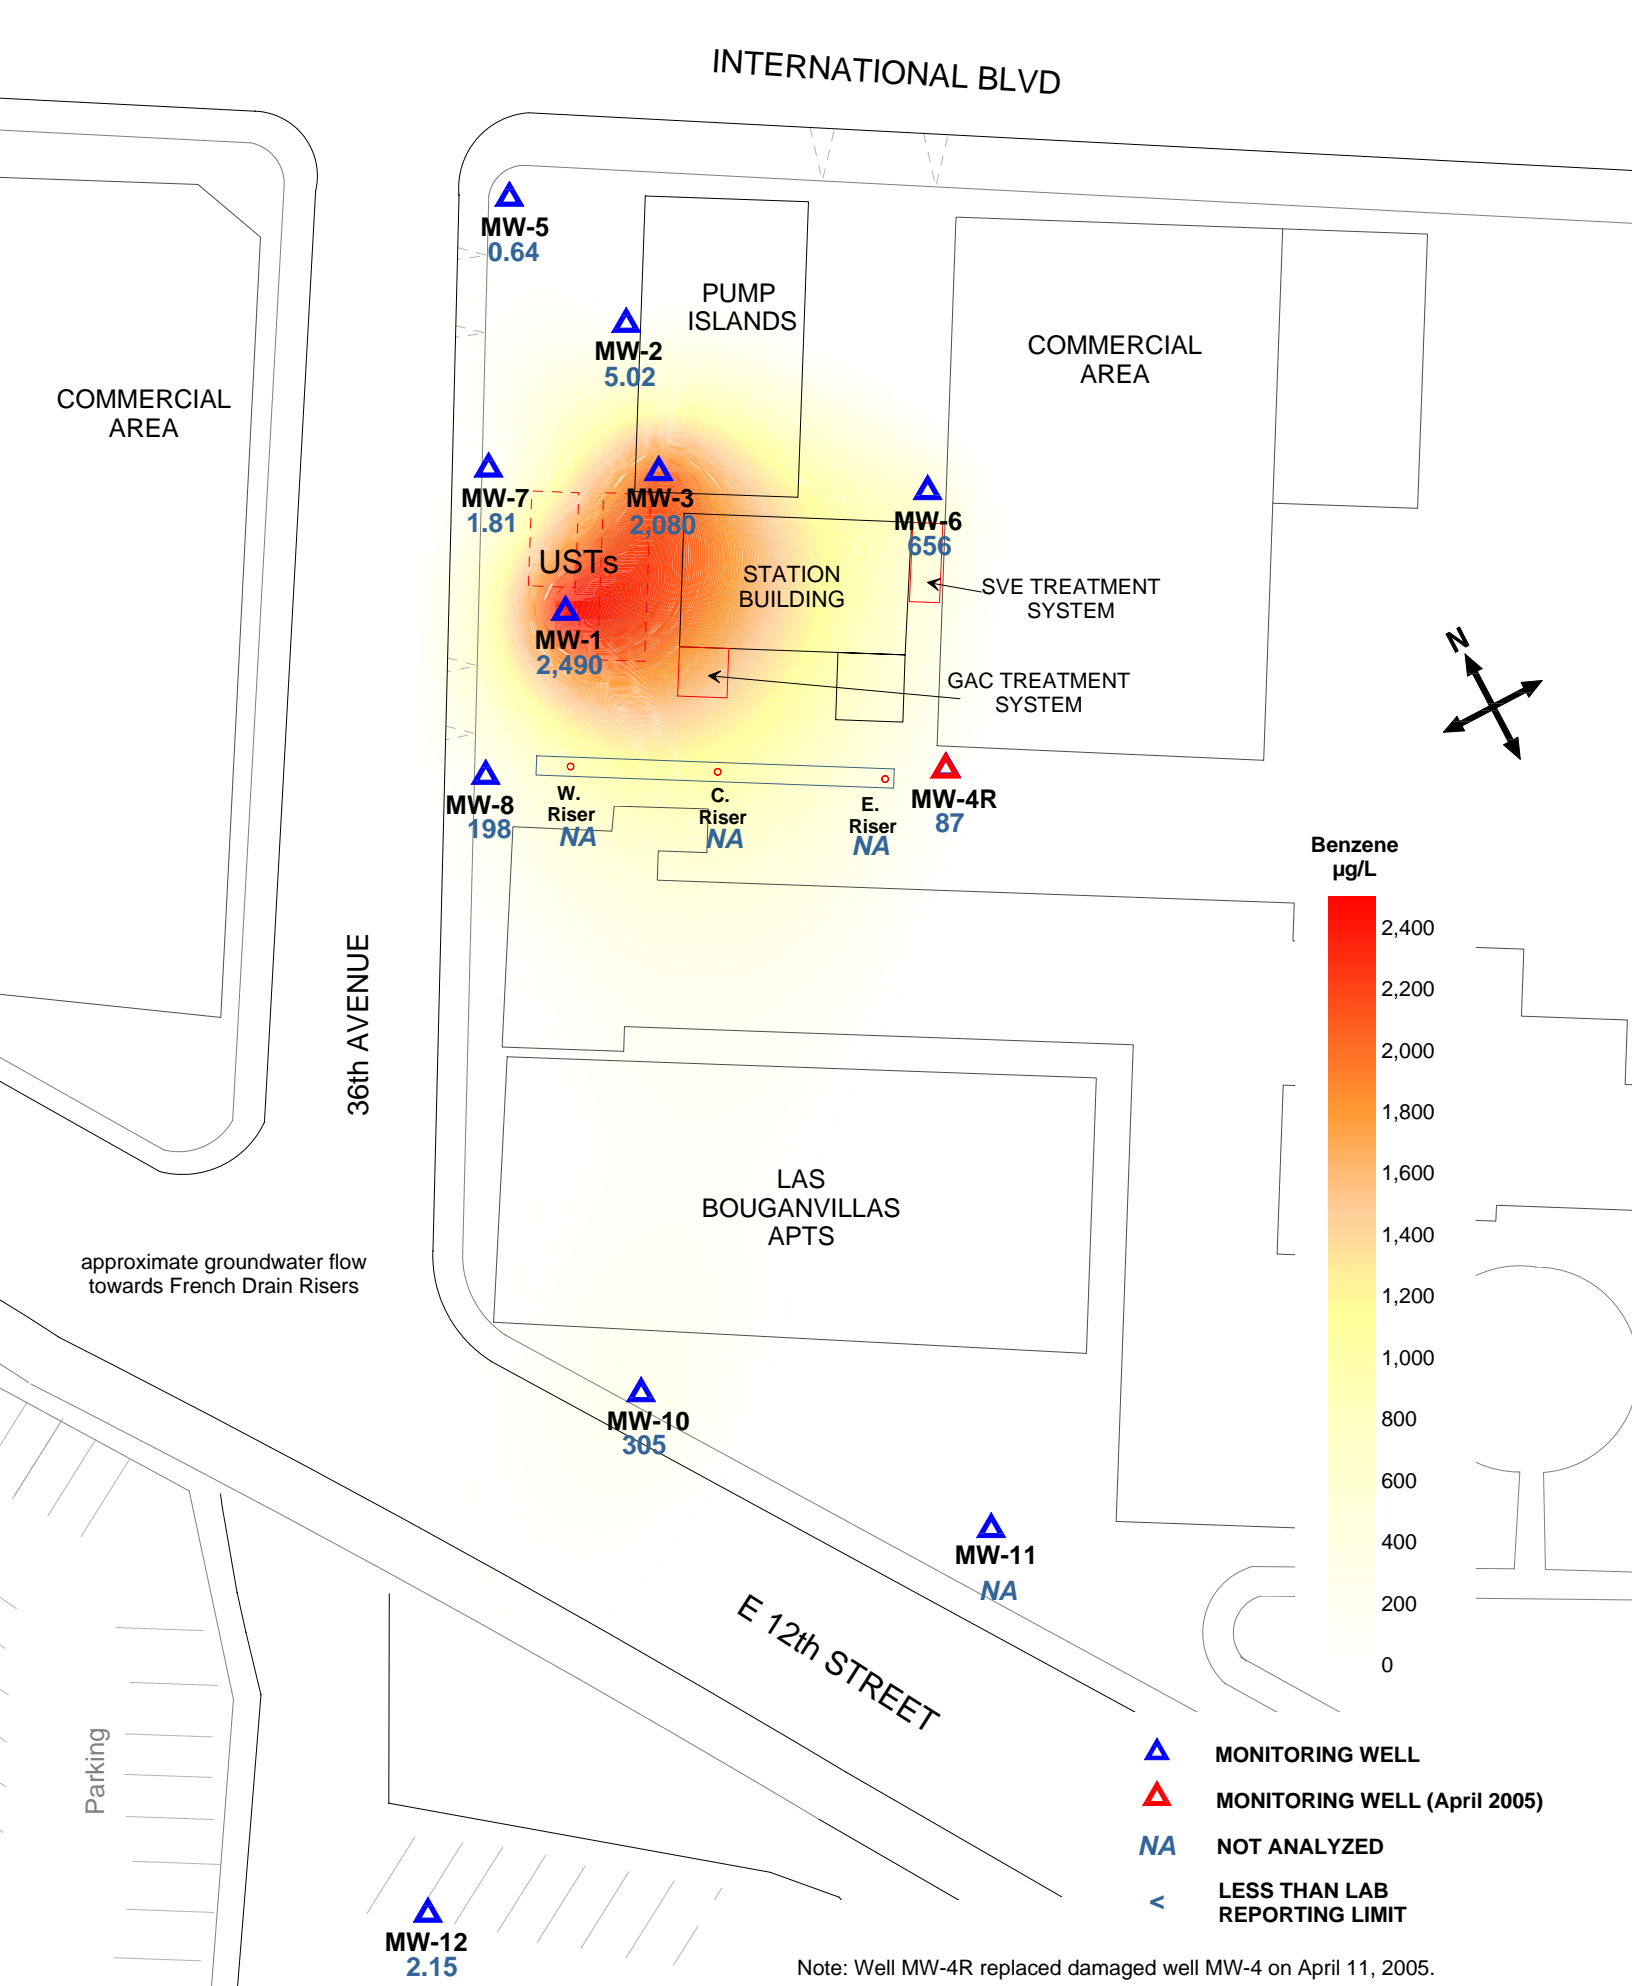 INTERNATIONAL BLVD
MW-5
0.64
PUMP
ISLANDS
MW-2
5.02
COMMERCIAL
AREA
COMMERCIAL
AREA
MW-7
1.81
MW-3
2,080
MW-6
656
USTs
STATION
BUILDING
SVE TREATMENT
SYSTEM
MW-1
2,490
GAC TREATMENT
SYSTEM
N
MW-8
198
W.
Riser
NA
C.
Riser
NA
E.
Riser
NA
MW-4R
87
Benzene
µg/L
2,400
2,200
2,000
1,800
1,600
1,400
1,200
1,000
800
600
400
200
0
36th AVENUE
LAS
BOUGANVILLAS
APTS
approximate groundwater flow
towards French Drain Risers
MW-10
305
MW-11
NA
E 12th STREET
Parking
MW-12
2.15
MONITORING WELL
MONITORING WELL (April 2005)
NA NOT ANALYZED
< LESS THAN LAB
REPORTING LIMIT
Note: Well MW-4R replaced damaged well MW-4 on April 11, 2005.